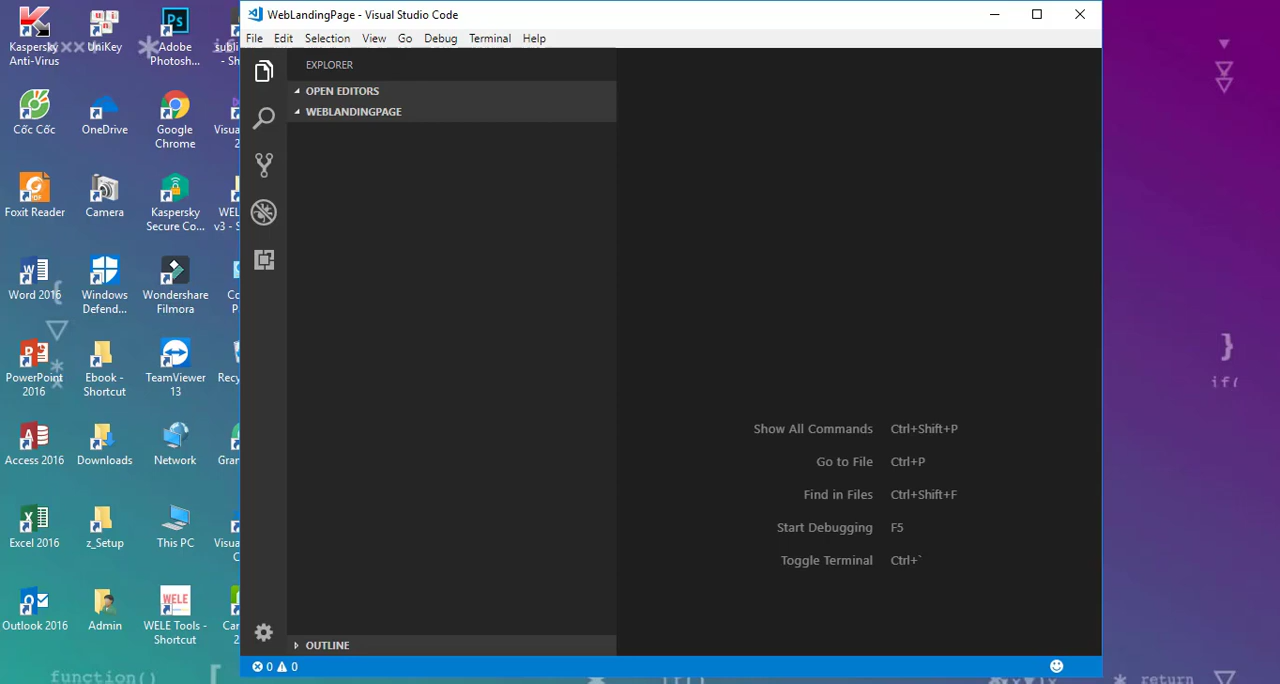 WebLandingPage - Visual Studio Code
File Edit Selection View Go Debug Terminal Help
EXPLORER
OPEN EDITORS
WEBLANDINGPAGE
OUTLINE
Show All Commands Ctrl+Shift+P
Go to File Ctrl+P
Find in Files Ctrl+Shift+F
Start Debugging F5
Toggle Terminal Ctrl+`
0 0
Kaspersky
Anti-Virus
UniKey
Adobe
Photosh...
Cốc Cốc
OneDrive
Google
Chrome
Foxit Reader
Camera
Kaspersky
Secure Co...
Word 2016
Windows
Defend...
Wondershare
Filmora
PowerPoint
2016
Ebook -
Shortcut
TeamViewer
13
Access 2016
Downloads
Network
Excel 2016
z_Setup
This PC
Outlook 2016
Admin
WELE
WELE Tools -
Shortcut
Ps
PDF
function()
}
if(
* return